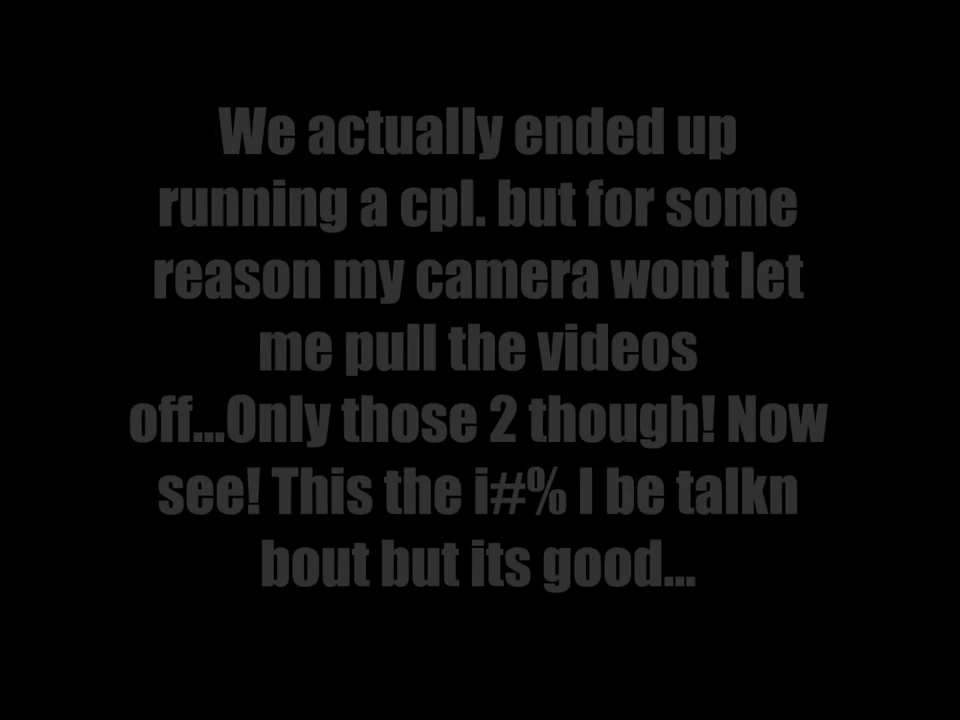 We actually ended up
running a cpl. but for some
reason my camera wont let
me pull the videos
off...Only those 2 though! Now
see! This the i#% I be talkn
bout but its good...